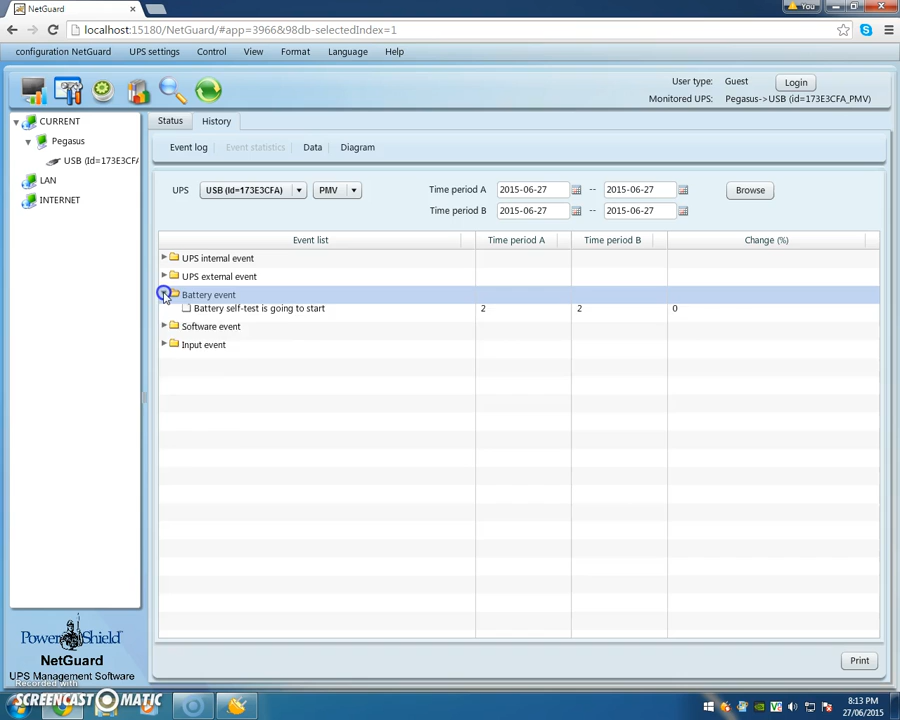 NetGuard
You
localhost:15180/NetGuard/#app=39668&98db-selectedIndex=1
configuration NetGuard UPS settings Control View Format Language Help
User type: Guest Login
Monitored UPS: Pegasus->USB (id=173E3CFA_PMV)
CURRENT
Pegasus
USB (Id=173E3CFA
LAN
INTERNET
Status History
Event log Event statistics Data Diagram
UPS USB (Id=173E3CFA) PMV Time period A 2015-06-27 -- 2015-06-27 Browse
Time period B 2015-06-27 -- 2015-06-27
Event list Time period A Time period B Change (%)
UPS internal event
UPS external event
Battery event
Battery self-test is going to start 2 2 0
Software event
Input event
PowerShield
NetGuard
UPS Management Software
Print
Recorded with
SCREENCAST MATIC
8:13 PM
27/06/2015